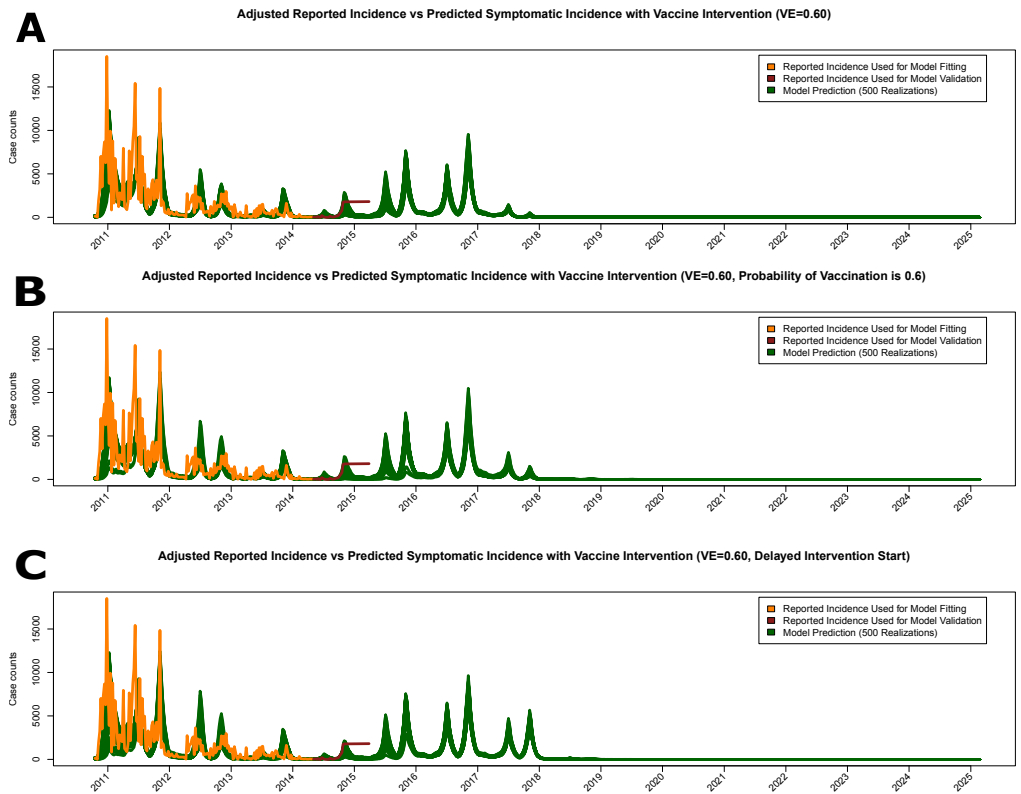 A
Adjusted Reported Incidence vs Predicted Symptomatic Incidence with Vaccine Intervention (VE=0.60)
Case counts
15000
10000
5000
0
Reported Incidence Used for Model Fitting
Reported Incidence Used for Model Validation
Model Prediction (500 Realizations)
2011 2012 2013 2014 2015 2016 2017 2018 2019 2020 2021 2022 2023 2024 2025
B
Adjusted Reported Incidence vs Predicted Symptomatic Incidence with Vaccine Intervention (VE=0.60, Probability of Vaccination is 0.6)
Case counts
15000
10000
5000
0
Reported Incidence Used for Model Fitting
Reported Incidence Used for Model Validation
Model Prediction (500 Realizations)
2011 2012 2013 2014 2015 2016 2017 2018 2019 2020 2021 2022 2023 2024 2025
C
Adjusted Reported Incidence vs Predicted Symptomatic Incidence with Vaccine Intervention (VE=0.60, Delayed Intervention Start)
Case counts
15000
10000
5000
0
Reported Incidence Used for Model Fitting
Reported Incidence Used for Model Validation
Model Prediction (500 Realizations)
2011 2012 2013 2014 2015 2016 2017 2018 2019 2020 2021 2022 2023 2024 2025